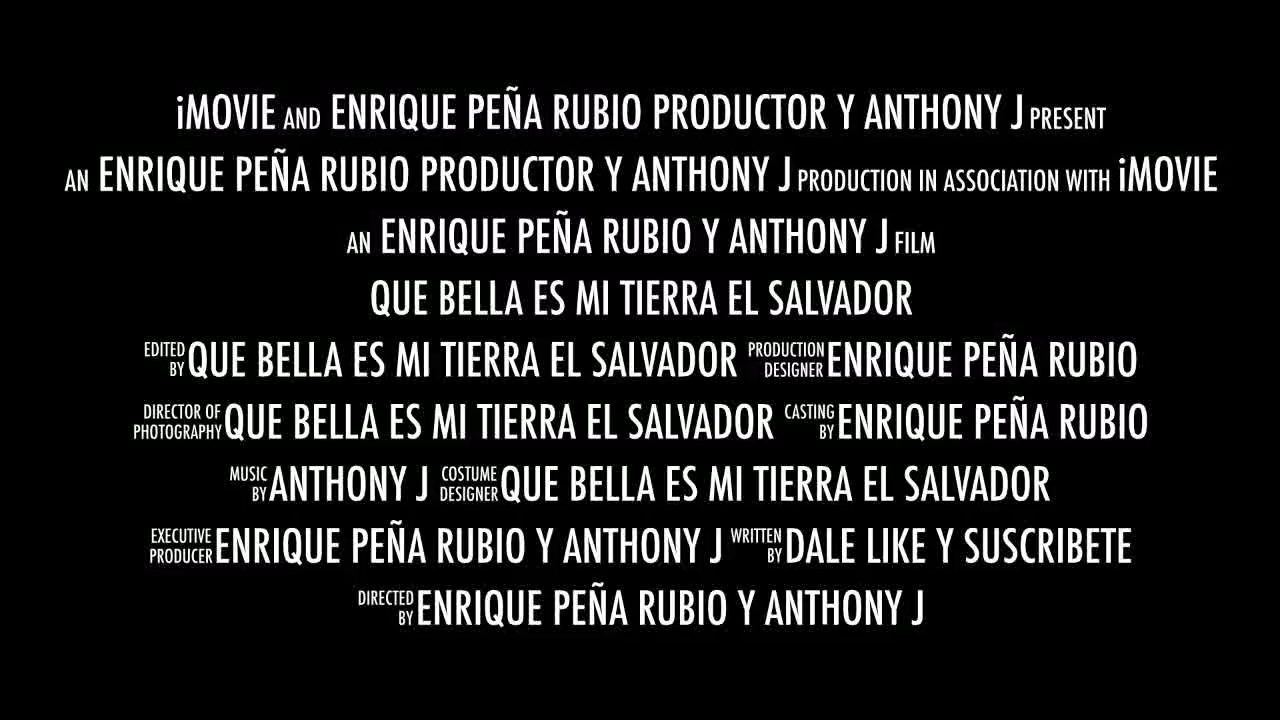 iMOVIE AND ENRIQUE PEÑA RUBIO PRODUCTOR Y ANTHONY J PRESENT
AN ENRIQUE PEÑA RUBIO PRODUCTOR Y ANTHONY J PRODUCTION IN ASSOCIATION WITH iMOVIE
AN ENRIQUE PEÑA RUBIO Y ANTHONY J FILM
QUE BELLA ES MI TIERRA EL SALVADOR
EDITED BY QUE BELLA ES MI TIERRA EL SALVADOR PRODUCTION DESIGNER ENRIQUE PEÑA RUBIO
DIRECTOR OF PHOTOGRAPHY QUE BELLA ES MI TIERRA EL SALVADOR CASTING BY ENRIQUE PEÑA RUBIO
MUSIC BY ANTHONY J COSTUME DESIGNER QUE BELLA ES MI TIERRA EL SALVADOR
EXECUTIVE PRODUCER ENRIQUE PEÑA RUBIO Y ANTHONY J WRITTEN BY DALE LIKE Y SUSCRIBETE
DIRECTED BY ENRIQUE PEÑA RUBIO Y ANTHONY J